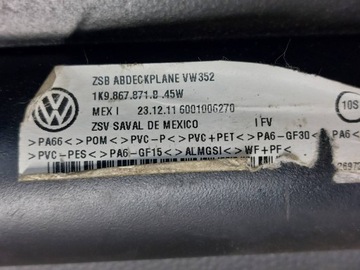 ZSB ABDECKPLANE VW352
1K9.867.871.B .45W
MEX I 23.12.11 6001006270
ZSV SAVAL DE MEXICO I FV
>PA66<>POM<>PVC-P<>PVC+PET<>PA6-GF30<>PA6<
>PVC-PES<>PA6-GF15<>ALMGSI<>WF+PF<
10S